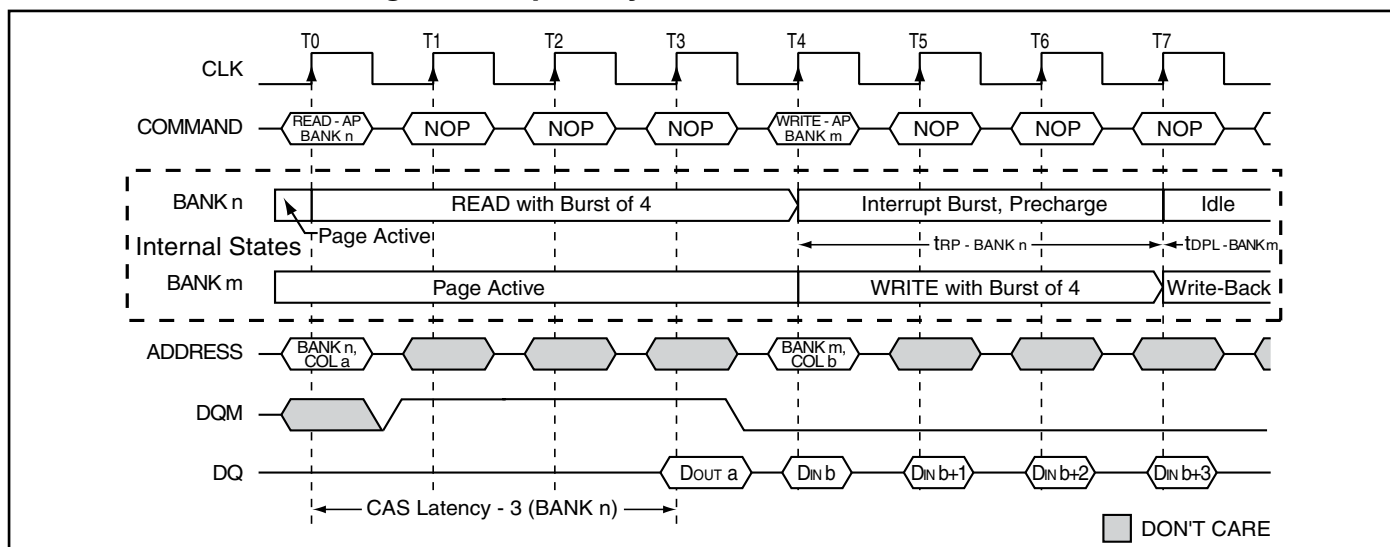 T0 T1 T2 T3 T4 T5 T6 T7
CLK
COMMAND READ - AP BANK n NOP NOP NOP WRITE - AP BANK m NOP NOP NOP
BANK n READ with Burst of 4 Interrupt Burst, Precharge Idle
Internal States Page Active tRP - BANK n tDPL - BANK m
BANK m Page Active WRITE with Burst of 4 Write-Back
ADDRESS BANK n, COL a BANK m, COL b
DQM
DQ DOUT a DIN b DIN b+1 DIN b+2 DIN b+3
CAS Latency - 3 (BANK n)
DON'T CARE